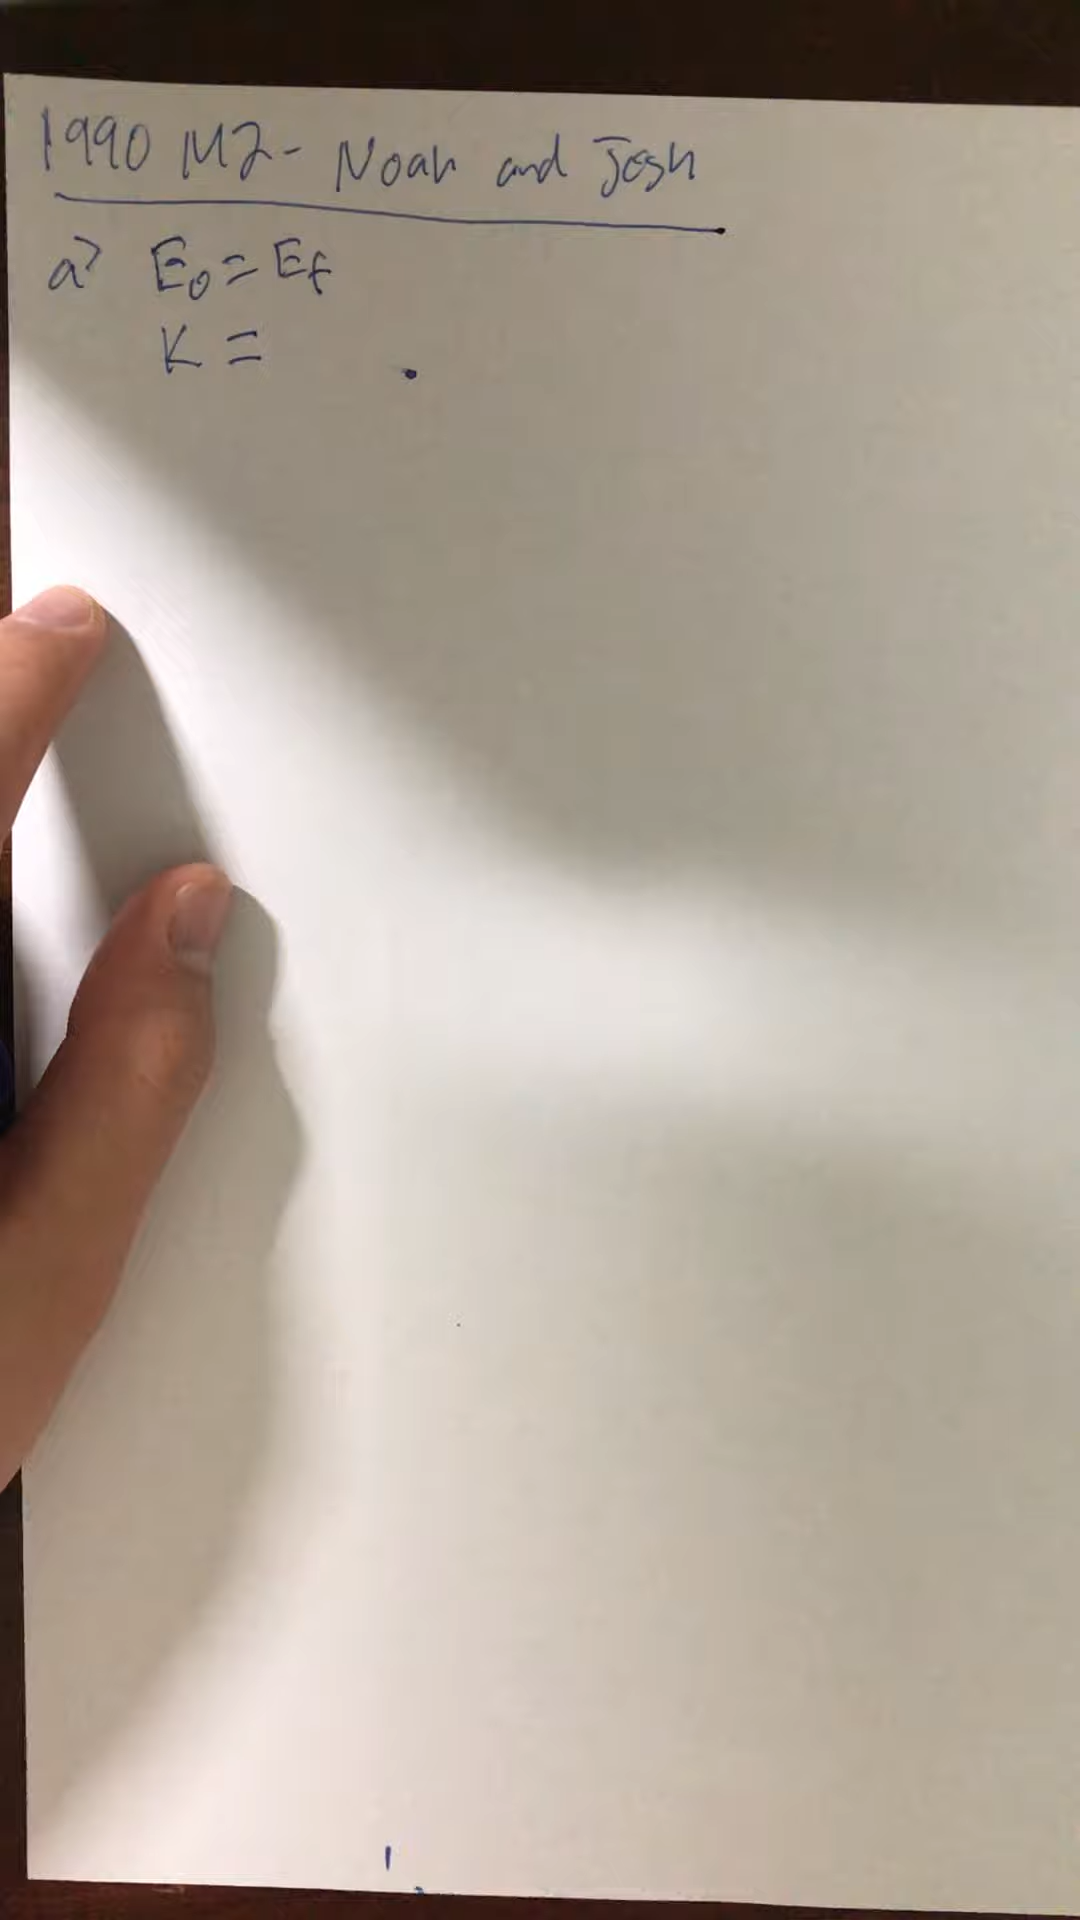 1990 M2- Noah and Josh
a) E₀ = Ef
K =